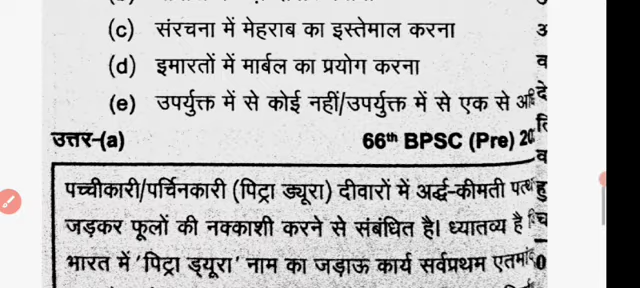 (c) संरचना में मेहराब का इस्तेमाल करना
(d) इमारतों में मार्बल का प्रयोग करना
(e) उपर्युक्त में से कोई नहीं/उपर्युक्त में से एक से
उत्तर–(a) 66th BPSC (Pre)
पच्चीकारी/पर्चिनकारी (पित्रा ड्यूरा) दीवारों में अर्द्ध-कीमती
जड़कर फूलों की नक्काशी करने से संबंधित है। ध्यातव्य है
भारत में 'पित्रा ड्यूरा' नाम का जड़ाऊ कार्य सर्वप्रथम